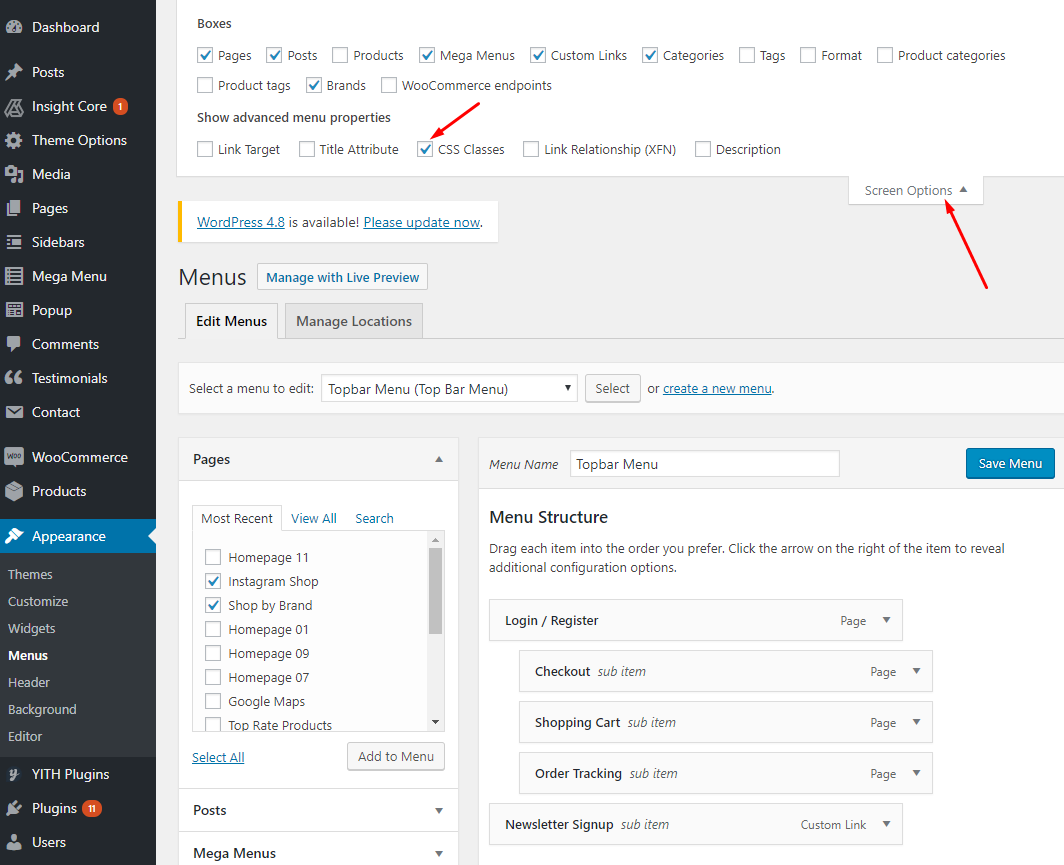 Dashboard
Posts
Insight Core 1
Theme Options
Media
Pages
Sidebars
Mega Menu
Popup
Comments
Testimonials
Contact
WOO WooCommerce
Products
Appearance
Themes
Customize
Widgets
Menus
Header
Background
Editor
YITH Plugins
Plugins 11
Users
Boxes
Pages Posts Products Mega Menus Custom Links Categories Tags Format Product categories
Product tags Brands WooCommerce endpoints
Show advanced menu properties
Link Target Title Attribute CSS Classes Link Relationship (XFN) Description
Screen Options
WordPress 4.8 is available! Please update now.
Menus Manage with Live Preview
Edit Menus Manage Locations
Select a menu to edit: Topbar Menu (Top Bar Menu) Select or create a new menu.
Pages
Most Recent View All Search
Homepage 11
Instagram Shop
Shop by Brand
Homepage 01
Homepage 09
Homepage 07
Google Maps
Top Rate Products
Select All Add to Menu
Posts
Mega Menus
Menu Name Topbar Menu Save Menu
Menu Structure
Drag each item into the order you prefer. Click the arrow on the right of the item to reveal
additional configuration options.
Login / Register Page
Checkout sub item Page
Shopping Cart sub item Page
Order Tracking sub item Page
Newsletter Signup sub item Custom Link